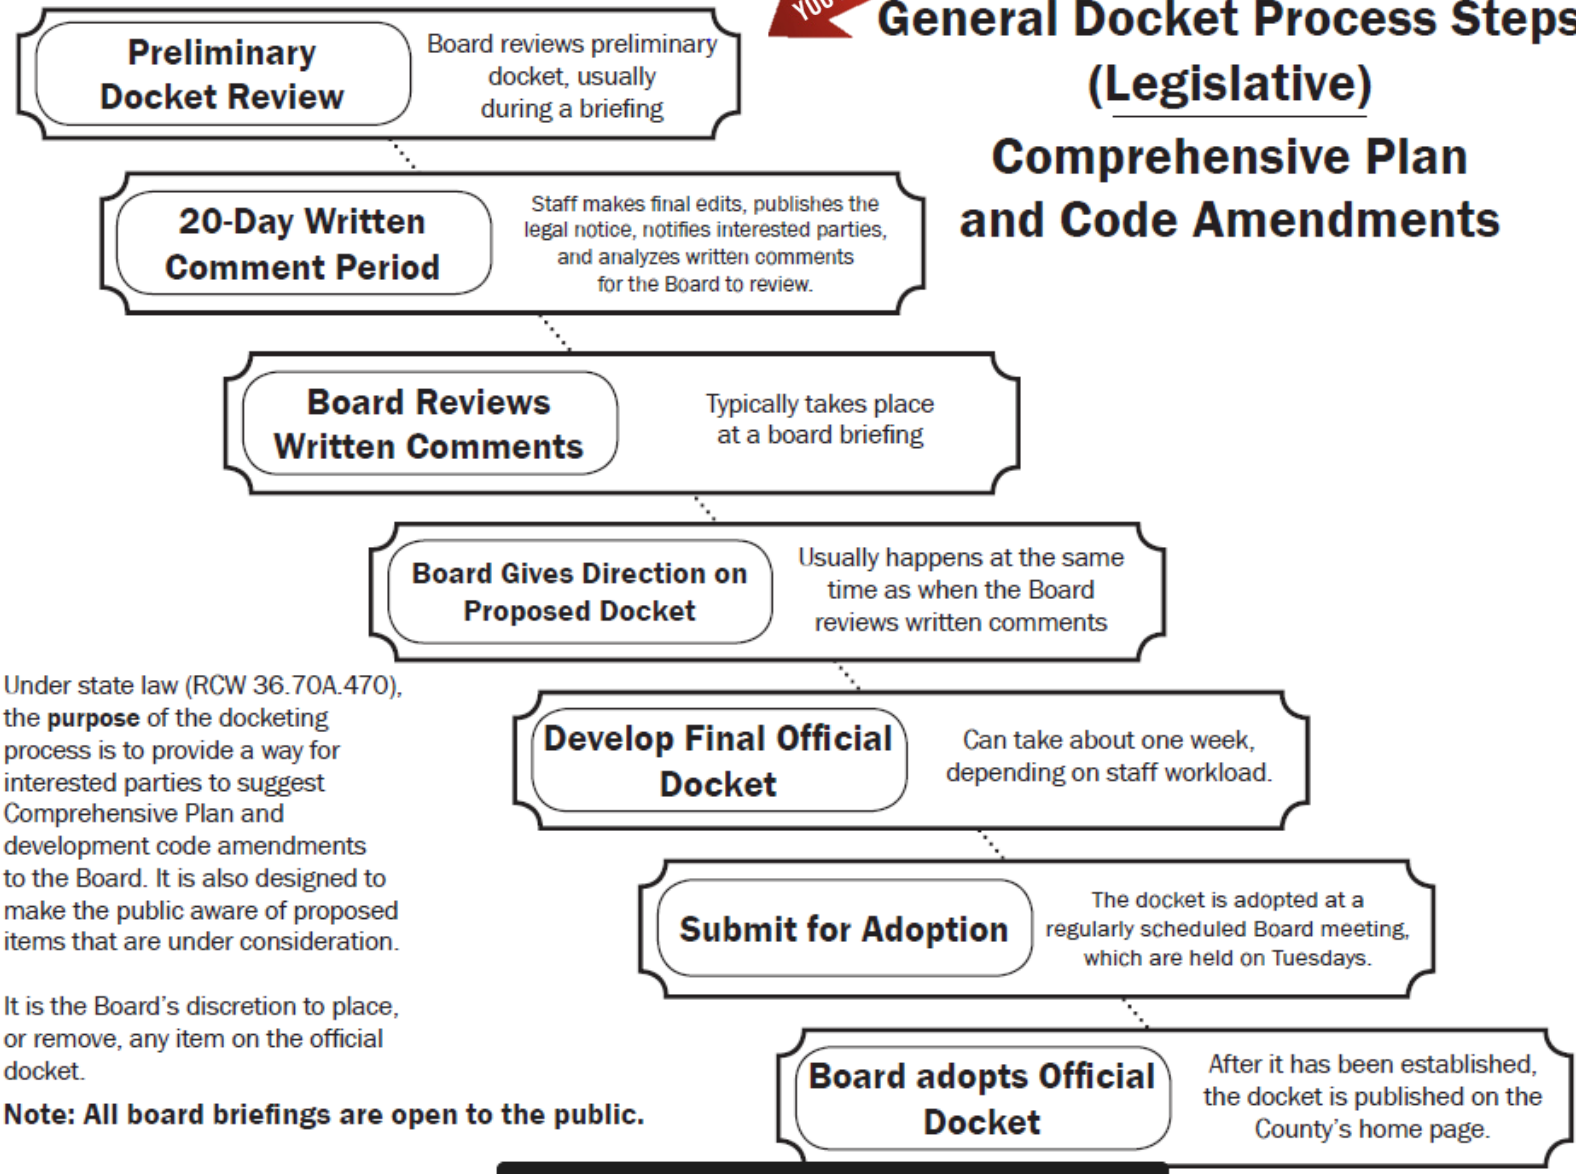 YOU
General Docket Process Steps
(Legislative)
Comprehensive Plan
and Code Amendments
Preliminary
Docket Review
Board reviews preliminary
docket, usually
during a briefing
20-Day Written
Comment Period
Staff makes final edits, publishes the
legal notice, notifies interested parties,
and analyzes written comments
for the Board to review.
Board Reviews
Written Comments
Typically takes place
at a board briefing
Board Gives Direction on
Proposed Docket
Usually happens at the same
time as when the Board
reviews written comments
Develop Final Official
Docket
Can take about one week,
depending on staff workload.
Submit for Adoption
The docket is adopted at a
regularly scheduled Board meeting,
which are held on Tuesdays.
Board adopts Official
Docket
After it has been established,
the docket is published on the
County's home page.
Under state law (RCW 36.70A.470),
the purpose of the docketing
process is to provide a way for
interested parties to suggest
Comprehensive Plan and
development code amendments
to the Board. It is also designed to
make the public aware of proposed
items that are under consideration.
It is the Board's discretion to place,
or remove, any item on the official
docket.
Note: All board briefings are open to the public.